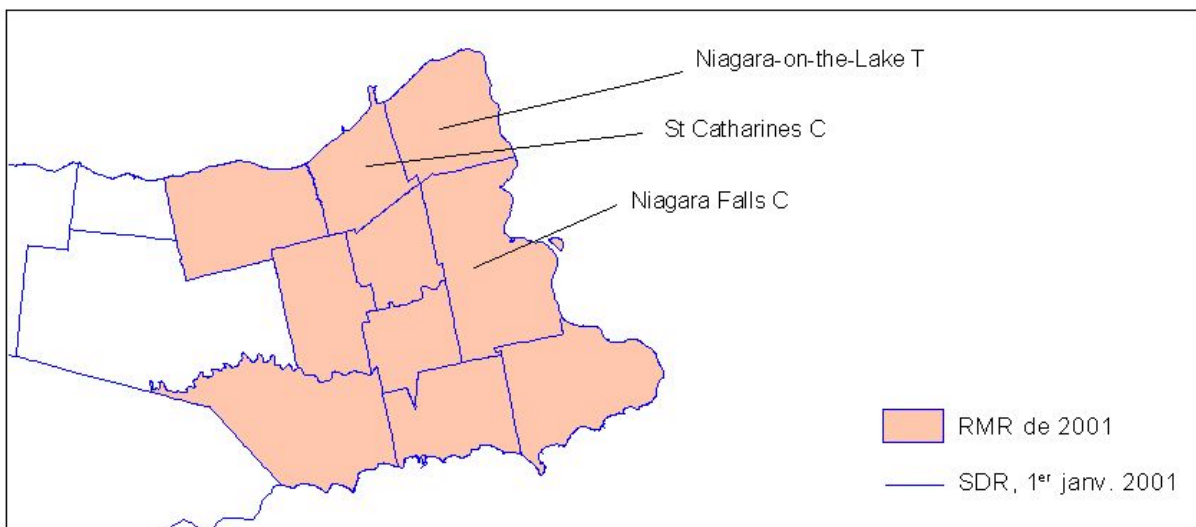 Niagara-on-the-Lake T
St Catharines C
Niagara Falls C
RMR de 2001
SDR, 1er janv. 2001